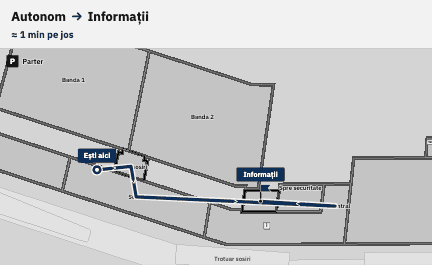 Autonom → Informații
≈ 1 min pe jos
P Parter
Banda 1
Banda 2
Ești aici
Informații
Spre securitate
Trotuar sosiri